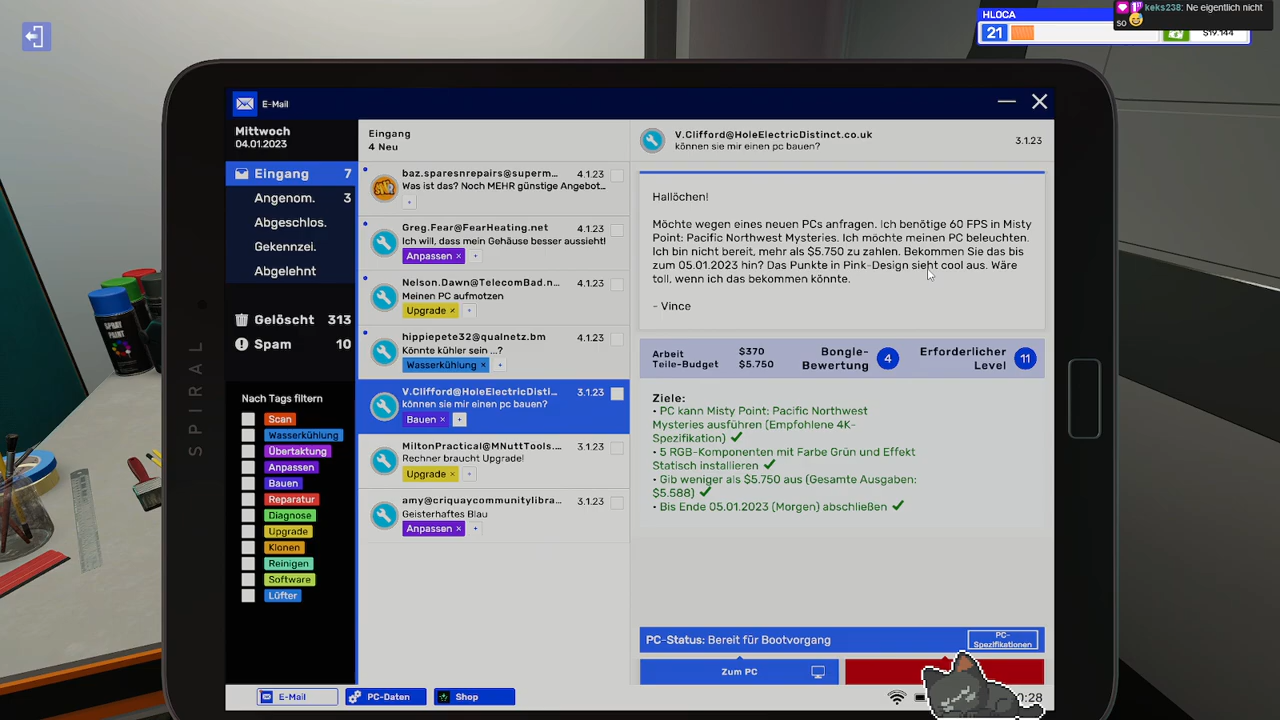 keks238: Ne eigentlich nicht
so
HLOCA
21
$19.144
E-Mail
Mittwoch
04.01.2023
Eingang 7
Angenom. 3
Abgeschlos.
Gekennzei.
Abgelehnt
Gelöscht 313
Spam 10
Nach Tags filtern
Scan
Wasserkühlung
Übertaktung
Anpassen
Bauen
Reparatur
Diagnose
Upgrade
Klonen
Reinigen
Software
Lüfter
Eingang
4 Neu
baz.sparesnrepairs@superm... 4.1.23
Was ist das? Noch MEHR günstige Angebot...
+
Greg.Fear@FearHeating.net 4.1.23
Ich will, dass mein Gehäuse besser aussieht!
Anpassen × +
Nelson.Dawn@TelecomBad.n... 4.1.23
Meinen PC aufmotzen
Upgrade × +
hippiepete32@qualnetz.bm 4.1.23
Könnte kühler sein ...?
Wasserkühlung × +
V.Clifford@HoleElectricDisti... 3.1.23
können sie mir einen pc bauen?
Bauen × +
MiltonPractical@MNuttTools.... 3.1.23
Rechner braucht Upgrade!
Upgrade × +
amy@criquaycommunitylibra... 3.1.23
Geisterhaftes Blau
Anpassen × +
V.Clifford@HoleElectricDistinct.co.uk
können sie mir einen pc bauen?
3.1.23
Hallöchen!
Möchte wegen eines neuen PCs anfragen. Ich benötige 60 FPS in Misty
Point: Pacific Northwest Mysteries. Ich möchte meinen PC beleuchten.
Ich bin nicht bereit, mehr als $5.750 zu zahlen. Bekommen Sie das bis
zum 05.01.2023 hin? Das Punkte in Pink-Design sieht cool aus. Wäre
toll, wenn ich das bekommen könnte.
- Vince
Arbeit $370
Teile-Budget $5.750
Bongle-
Bewertung 4
Erforderlicher
Level 11
Ziele:
• PC kann Misty Point: Pacific Northwest
Mysteries ausführen (Empfohlene 4K-
Spezifikation) ✔
• 5 RGB-Komponenten mit Farbe Grün und Effekt
Statisch installieren ✔
• Gib weniger als $5.750 aus (Gesamte Ausgaben:
$5.588) ✔
• Bis Ende 05.01.2023 (Morgen) abschließen ✔
PC-Status: Bereit für Bootvorgang
PC-
Spezifikationen
Zum PC
E-Mail
PC-Daten
Shop
0:28
SPIRAL
SPRAY
PAINT